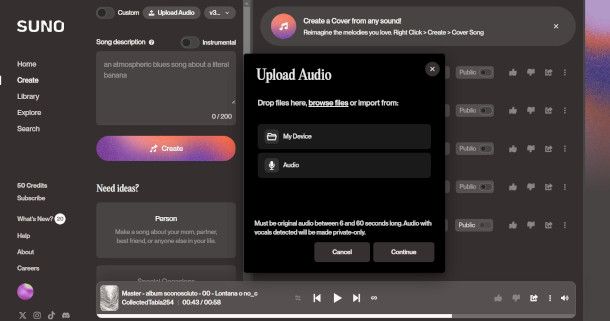 SUNO
Home
Create
Library
Explore
Search
50 Credits
Subscribe
What's New? 20
Help
About
Careers
Custom
Upload Audio
v3...
Song description ?
Instrumental
an atmospheric blues song about a literal
banana
0 / 200
Create
Need ideas?
Person
Make a song about your mom, partner,
best friend, or anyone else in your life.
Special Occasions
Create a Cover from any sound!
Reimagine the melodies you love. Right Click > Create > Cover Song
Public
Public
Public
Public
Public
Upload Audio
Drop files here, browse files or import from:
My Device
Audio
Must be original audio between 6 and 60 seconds long. Audio with
vocals detected will be made private-only.
Cancel
Continue
Master - album sconosciuto - 00 - Lontana o no_c
CollectedTabla254 | 00:43 / 00:58